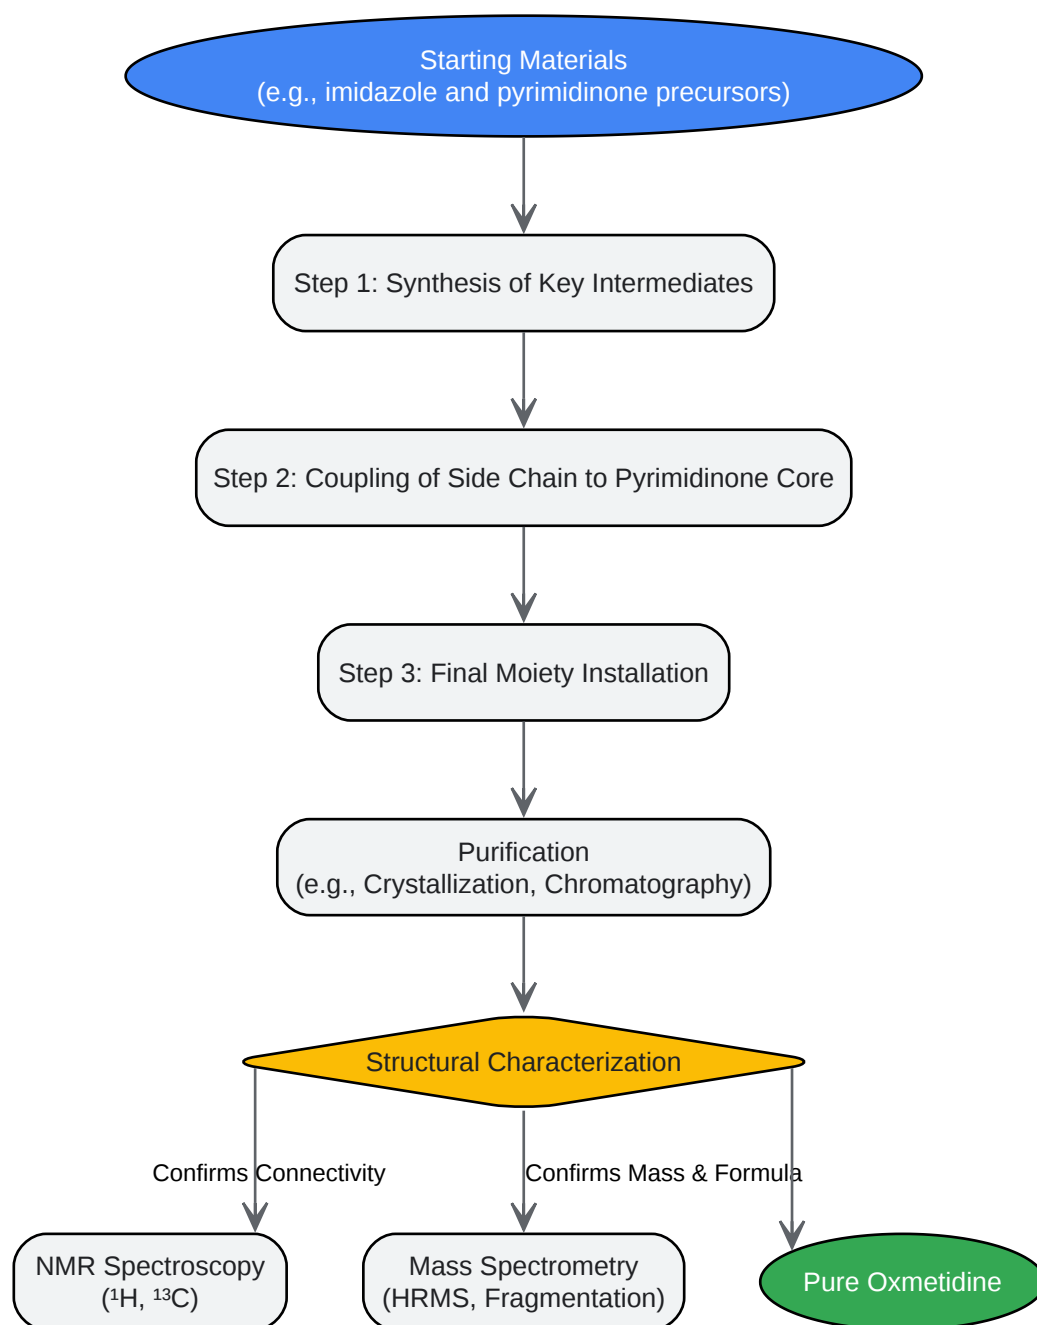 Starting Materials
(e.g., imidazole and pyrimidinone precursors)
Step 1: Synthesis of Key Intermediates
Step 2: Coupling of Side Chain to Pyrimidinone Core
Step 3: Final Moiety Installation
Purification
(e.g., Crystallization, Chromatography)
Structural Characterization
Confirms Connectivity
Confirms Mass & Formula
NMR Spectroscopy
(¹H, ¹³C)
Mass Spectrometry
(HRMS, Fragmentation)
Pure Oxmetidine